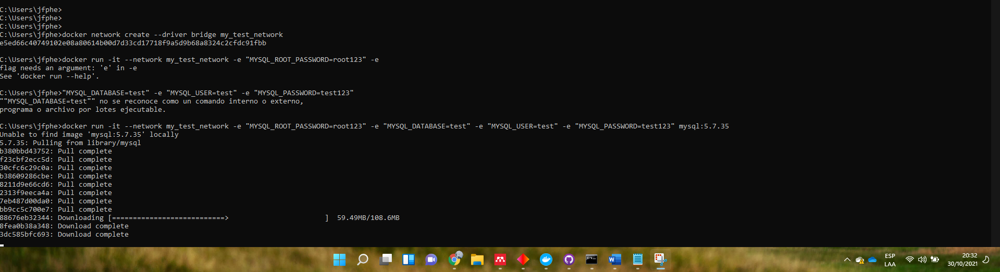 C:\Users\jfphe>
C:\Users\jfphe>
C:\Users\jfphe>
C:\Users\jfphe>docker network create --driver bridge my_test_network
e5ed66c40749102e08a80614b00d7d33cd17718f9a5d9b68a8324c2cfdc91fbb
C:\Users\jfphe>docker run -it --network my_test_network -e "MYSQL_ROOT_PASSWORD=root123" -e
flag needs an argument: 'e' in -e
See 'docker run --help'.
C:\Users\jfphe>"MYSQL_DATABASE=test" -e "MYSQL_USER=test" -e "MYSQL_PASSWORD=test123"
""MYSQL_DATABASE=test"" no se reconoce como un comando interno o externo,
programa o archivo por lotes ejecutable.
C:\Users\jfphe>docker run -it --network my_test_network -e "MYSQL_ROOT_PASSWORD=root123" -e "MYSQL_DATABASE=test" -e "MYSQL_USER=test" -e "MYSQL_PASSWORD=test123" mysql:5.7.35
Unable to find image 'mysql:5.7.35' locally
5.7.35: Pulling from library/mysql
b380bbd43752: Pull complete
f23cbf2ecc5d: Pull complete
30cfc6c29c0a: Pull complete
b38609286cbe: Pull complete
8211d9e66cd6: Pull complete
2313f9eeca4a: Pull complete
7eb487d00da0: Pull complete
bb9cc5c700e7: Pull complete
88676eb32344: Downloading [===========================>                       ]  59.49MB/108.6MB
8fea0b38a348: Download complete
3dc585bfc693: Download complete
ESP
LAA
20:32
30/10/2021